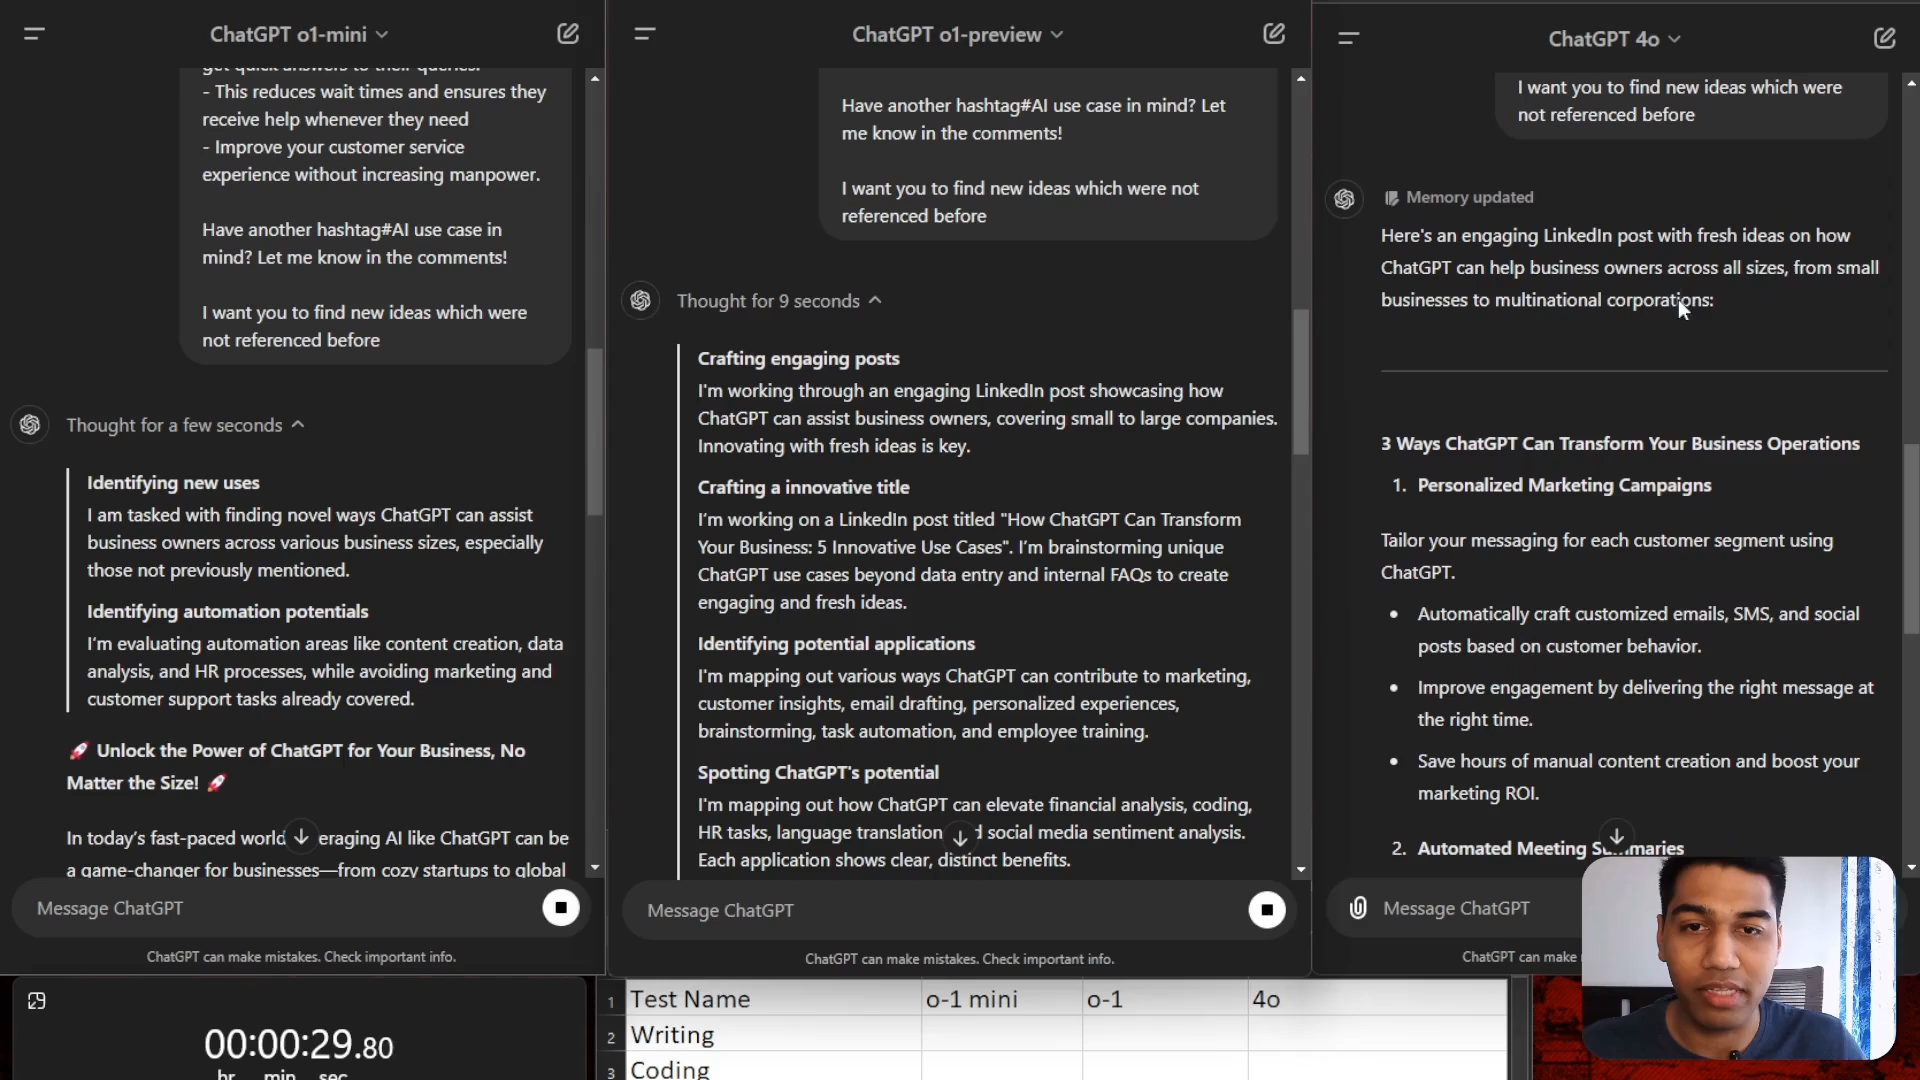 ChatGPT o1-mini
get quick answers to their queries.
- This reduces wait times and ensures they
receive help whenever they need
- Improve your customer service
experience without increasing manpower.
Have another hashtag#AI use case in
mind? Let me know in the comments!
I want you to find new ideas which were
not referenced before
Thought for a few seconds
Identifying new uses
I am tasked with finding novel ways ChatGPT can assist
business owners across various business sizes, especially
those not previously mentioned.
Identifying automation potentials
I'm evaluating automation areas like content creation, data
analysis, and HR processes, while avoiding marketing and
customer support tasks already covered.
🚀 Unlock the Power of ChatGPT for Your Business, No
Matter the Size! 🚀
In today's fast-paced world eraging AI like ChatGPT can be
a game-changer for businesses—from cozy startups to global
Message ChatGPT
ChatGPT can make mistakes. Check important info.
00:00:29.80
hr min sec
ChatGPT o1-preview
Have another hashtag#AI use case in mind? Let
me know in the comments!
I want you to find new ideas which were not
referenced before
Thought for 9 seconds
Crafting engaging posts
I'm working through an engaging LinkedIn post showcasing how
ChatGPT can assist business owners, covering small to large companies.
Innovating with fresh ideas is key.
Crafting a innovative title
I'm working on a LinkedIn post titled "How ChatGPT Can Transform
Your Business: 5 Innovative Use Cases". I'm brainstorming unique
ChatGPT use cases beyond data entry and internal FAQs to create
engaging and fresh ideas.
Identifying potential applications
I'm mapping out various ways ChatGPT can contribute to marketing,
customer insights, email drafting, personalized experiences,
brainstorming, task automation, and employee training.
Spotting ChatGPT's potential
I'm mapping out how ChatGPT can elevate financial analysis, coding,
HR tasks, language translation d social media sentiment analysis.
Each application shows clear, distinct benefits.
Message ChatGPT
ChatGPT can make mistakes. Check important info.
ChatGPT 4o
I want you to find new ideas which were
not referenced before
Memory updated
Here's an engaging LinkedIn post with fresh ideas on how
ChatGPT can help business owners across all sizes, from small
businesses to multinational corporations:
3 Ways ChatGPT Can Transform Your Business Operations
1. Personalized Marketing Campaigns
Tailor your messaging for each customer segment using
ChatGPT.
• Automatically craft customized emails, SMS, and social
posts based on customer behavior.
• Improve engagement by delivering the right message at
the right time.
• Save hours of manual content creation and boost your
marketing ROI.
2. Automated Meeting Summaries
Message ChatGPT
ChatGPT can make
1 Test Name o-1 mini o-1 4o
2 Writing
3 Coding